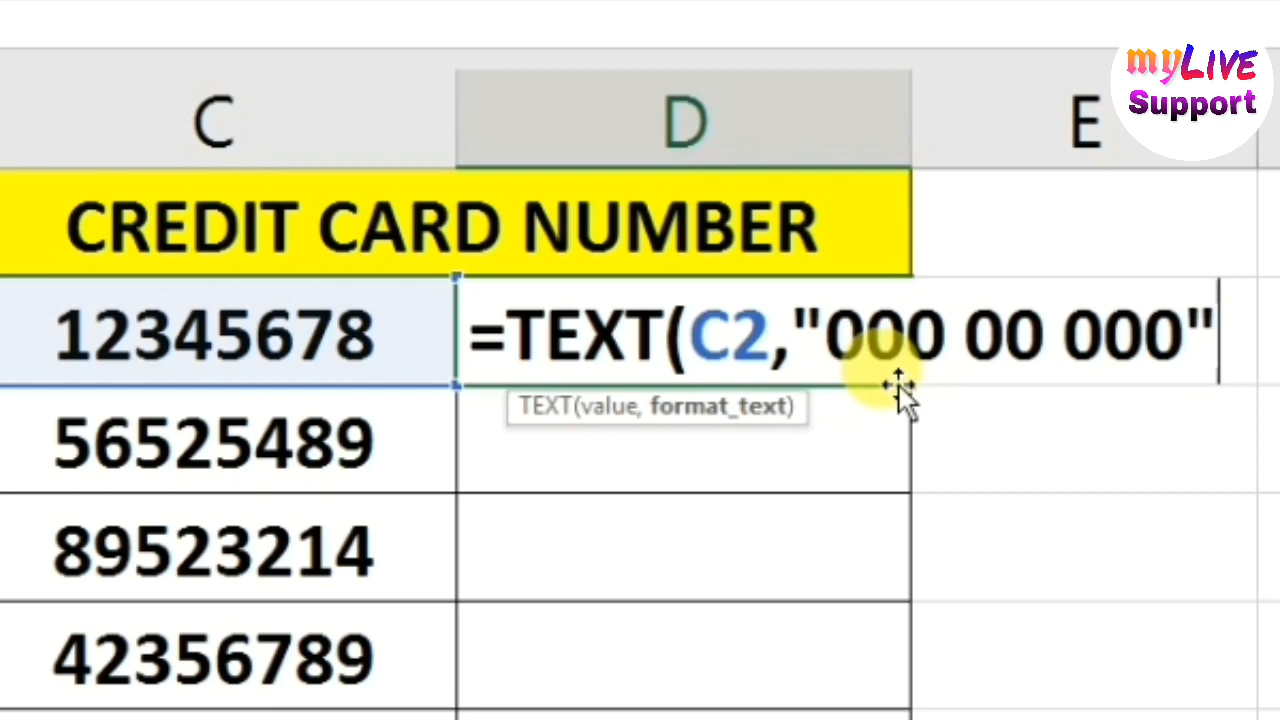 myLIVE
Support
C D E
CREDIT CARD NUMBER
12345678 =TEXT(C2,"000 00 000"
TEXT(value, format_text)
56525489
89523214
42356789